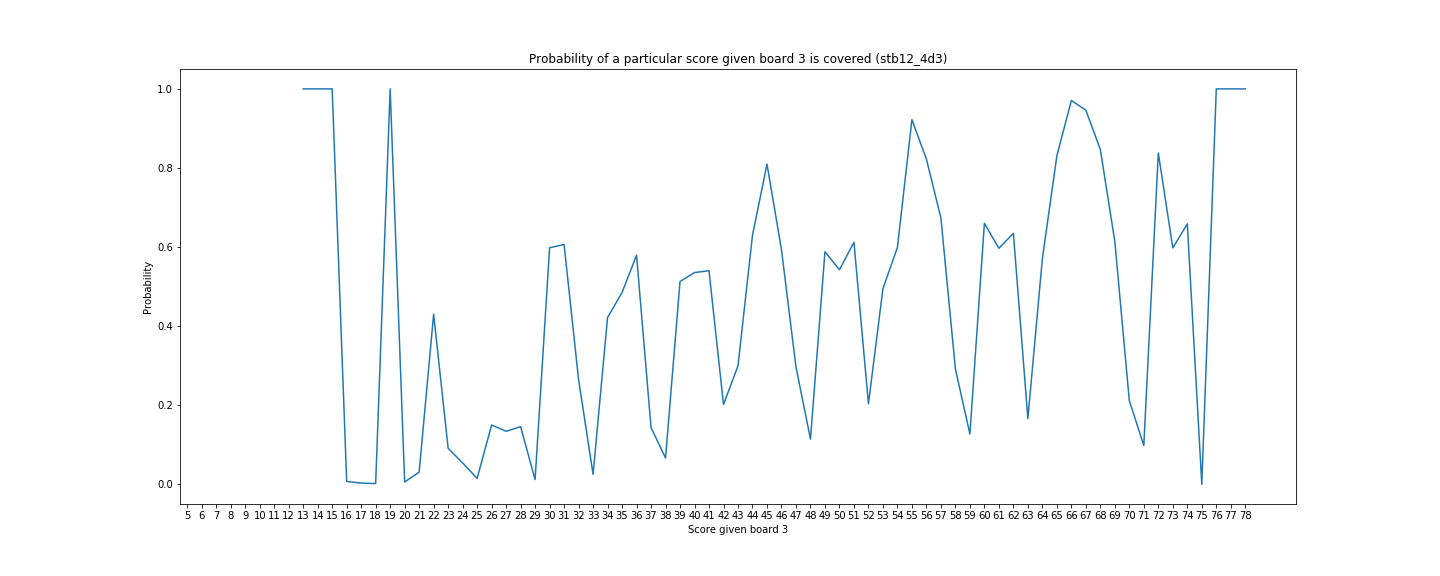 Probability of a particular score given board 3 is covered (stb12_4d3)
1.0
0.8
0.6
0.4
0.2
0.0
Probability
5 6 7 8 9 10 11 12 13 14 15 16 17 18 19 20 21 22 23 24 25 26 27 28 29 30 31 32 33 34 35 36 37 38 39 40 41 42 43 44 45 46 47 48 49 50 51 52 53 54 55 56 57 58 59 60 61 62 63 64 65 66 67 68 69 70 71 72 73 74 75 76 77 78
Score given board 3